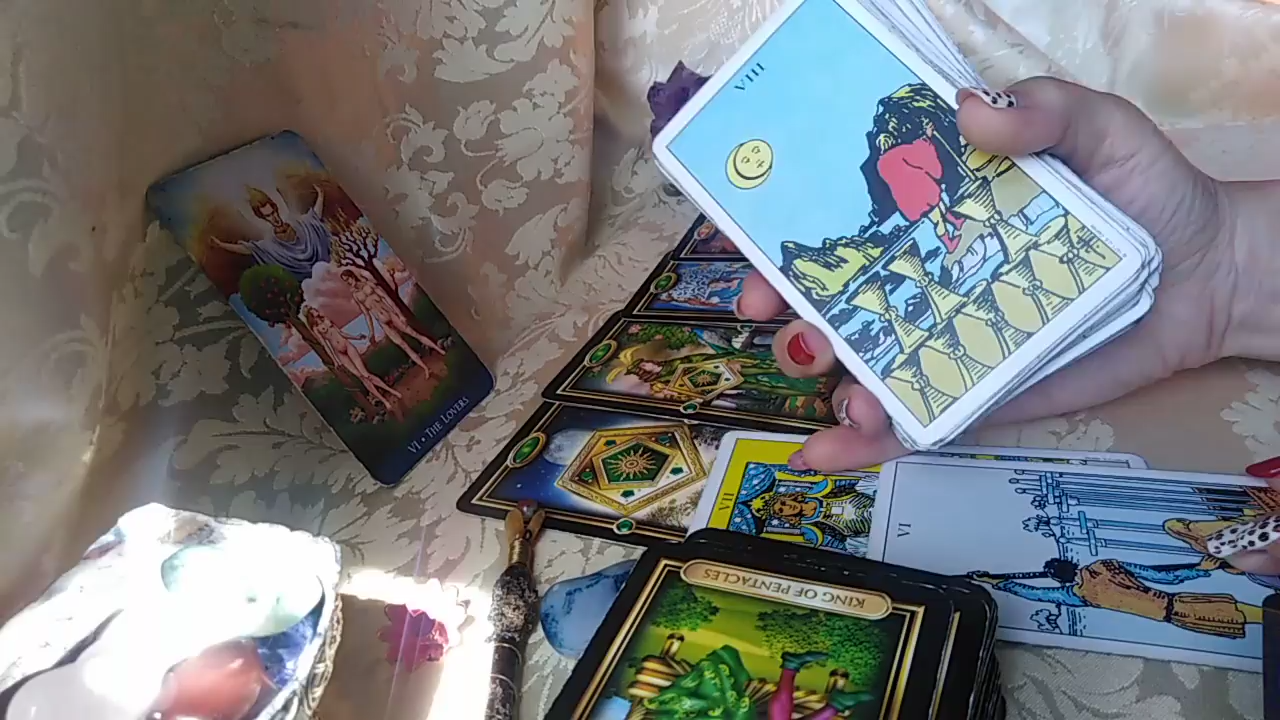 VIII
VI • THE LOVERS
VII
VI
KING OF PENTACLES